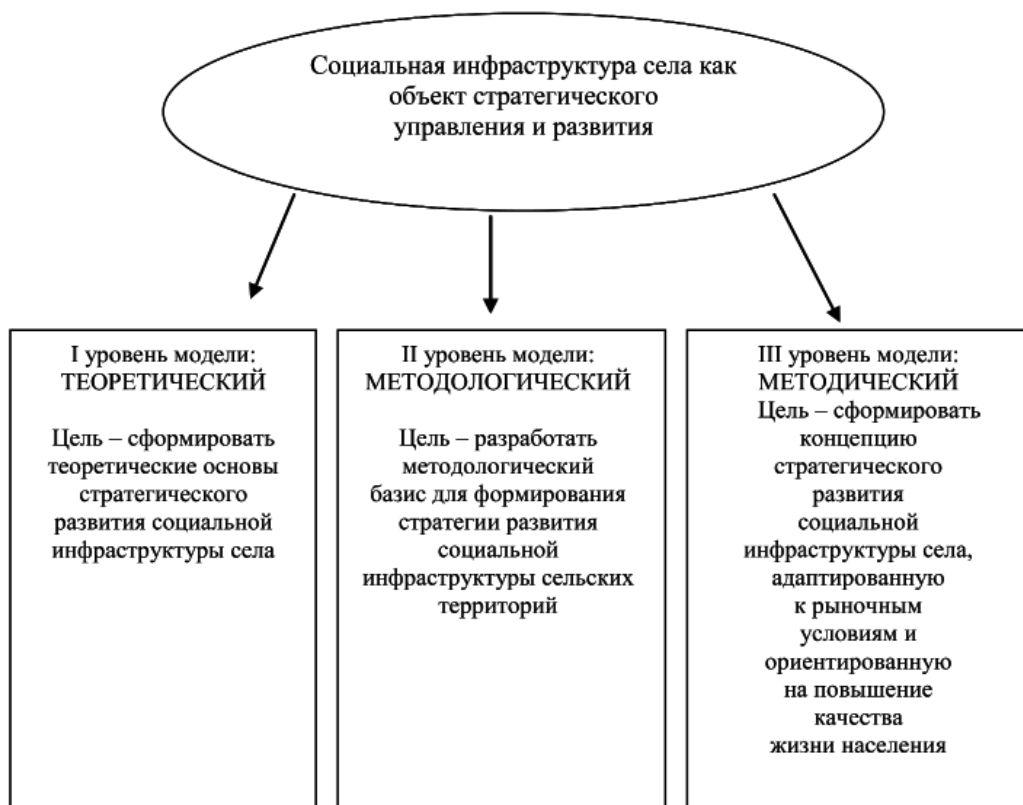 Социальная инфраструктура села как
объект стратегического
управления и развития
I уровень модели:
ТЕОРЕТИЧЕСКИЙ
Цель – сформировать
теоретические основы
стратегического
развития социальной
инфраструктуры села
II уровень модели:
МЕТОДОЛОГИЧЕСКИЙ
Цель – разработать
методологический
базис для формирования
стратегии развития
социальной
инфраструктуры сельских
территорий
III уровень модели:
МЕТОДИЧЕСКИЙ
Цель – сформировать
концепцию
стратегического
развития
социальной
инфраструктуры села,
адаптированную
к рыночным
условиям и
ориентированную
на повышение
качества
жизни населения